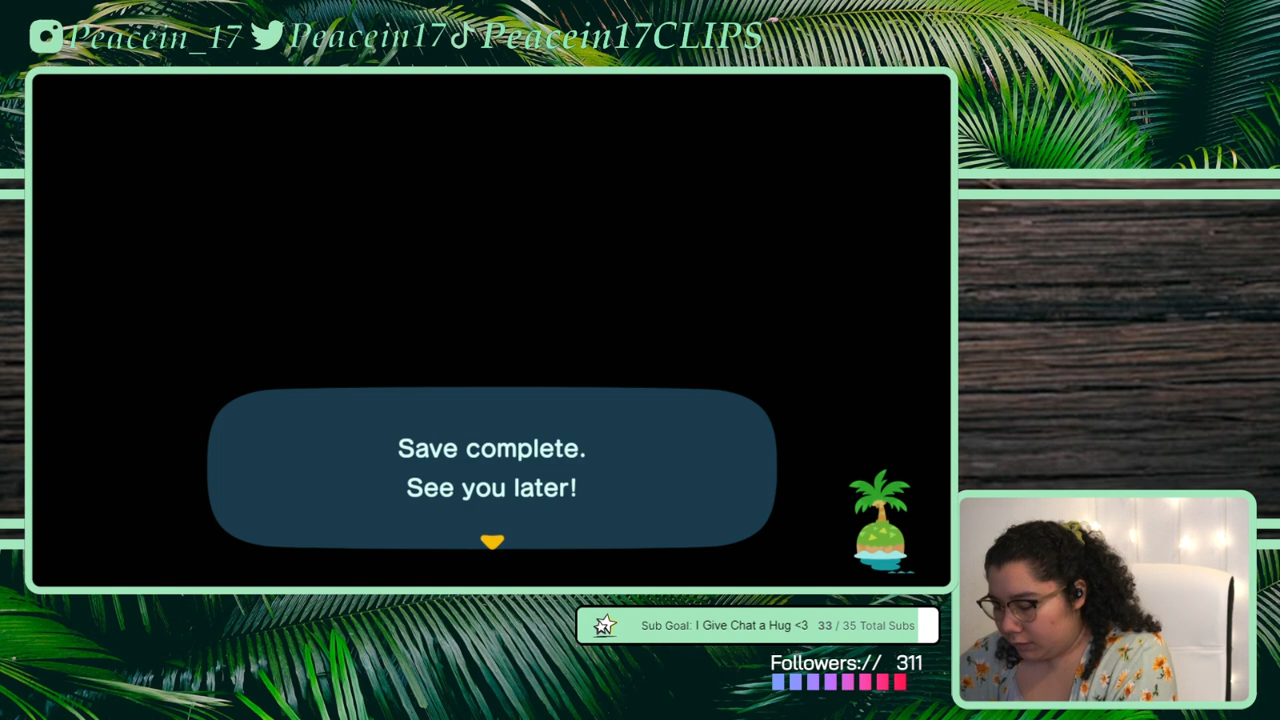 Peacein_17 Peacein17 Peacein17CLIPS
Save complete.
See you later!
Sub Goal: I Give Chat a Hug <3 33 / 35 Total Subs
Followers:// 311